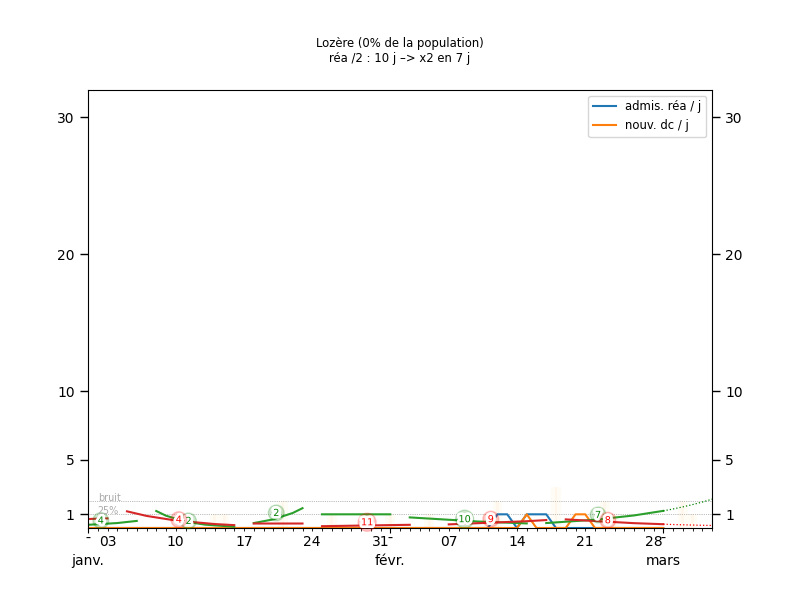 Lozère (0% de la population)
réa /2 : 10 j –> x2 en 7 j
admis. réa / j
nouv. dc / j
30 30
20 20
10 10
5 5
bruit
25%
1 1
4 4 2 2 11 10 9 7 8
03 10 17 24 31 07 14 21 28
janv. févr. mars